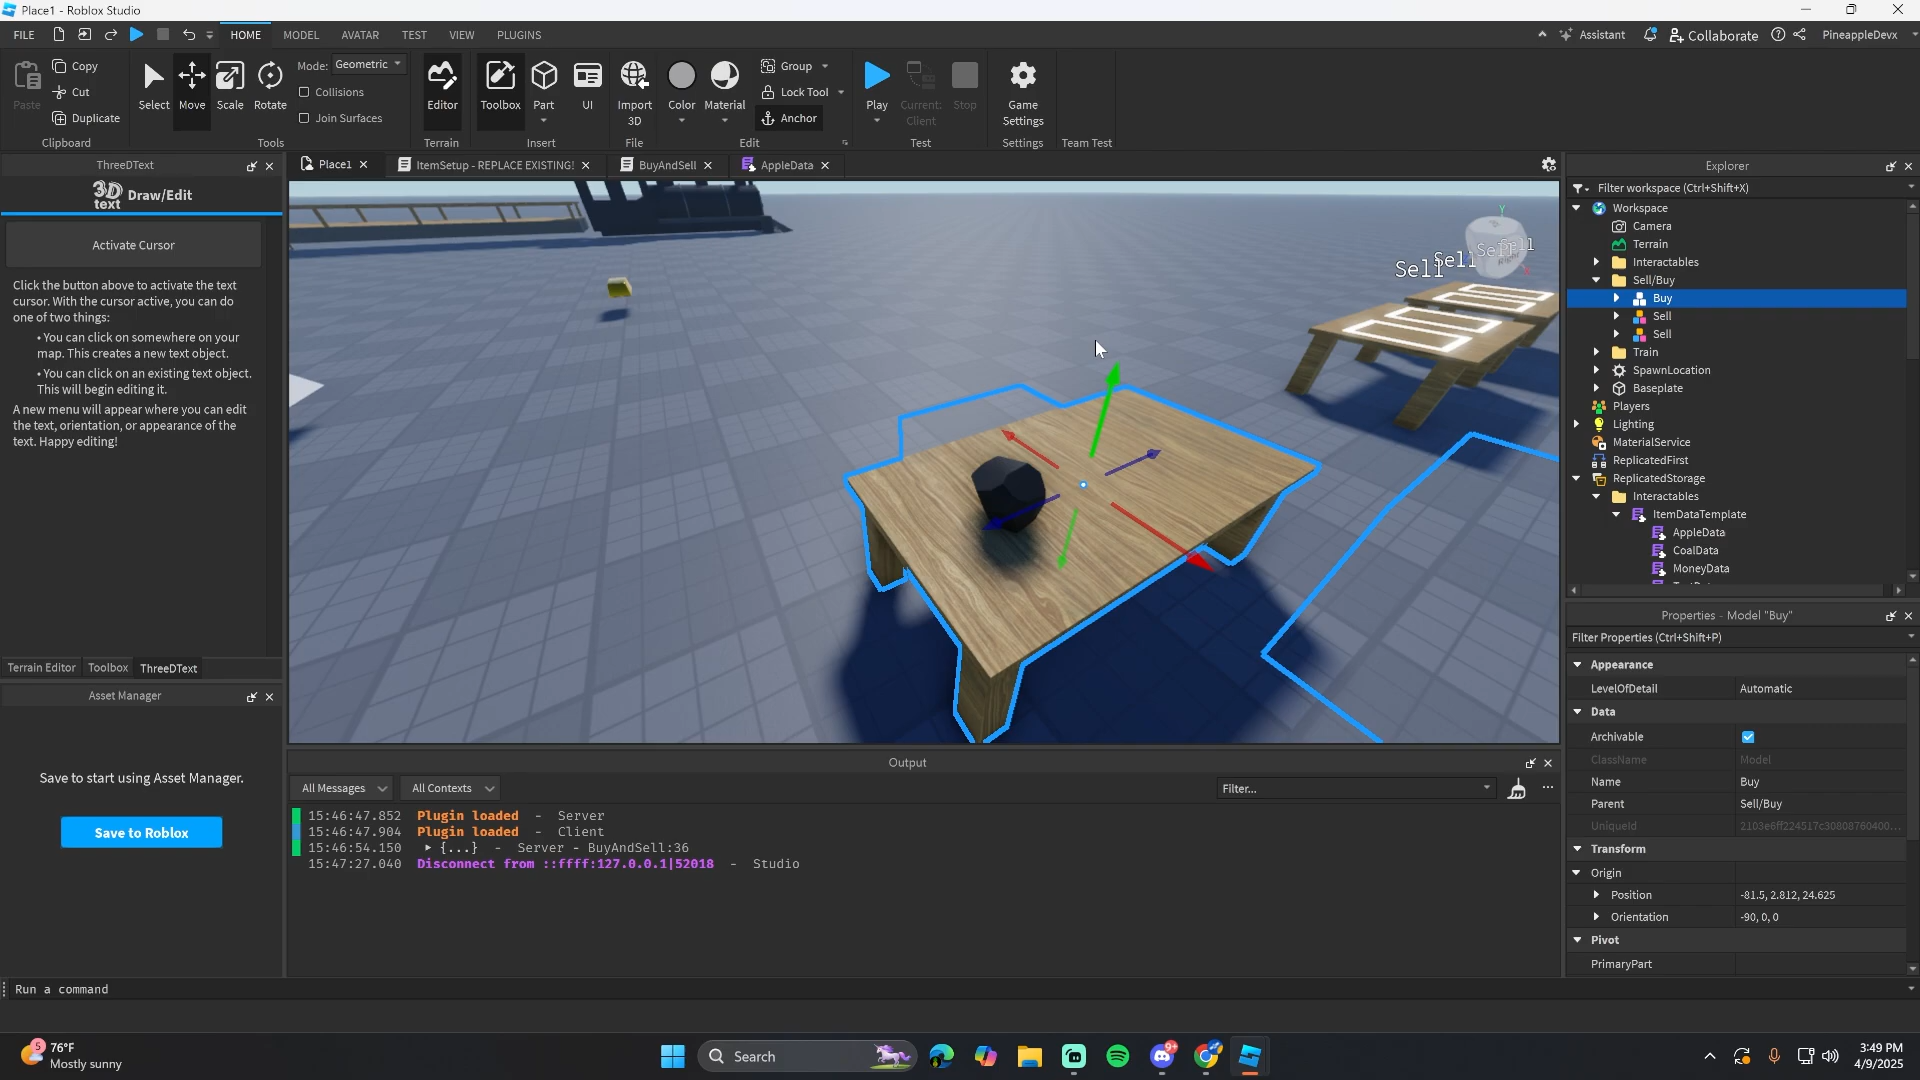 Place1 - Roblox Studio
FILE
HOME
MODEL
AVATAR
TEST
VIEW
PLUGINS
Assistant
Collaborate
PineappleDevx
Paste
Copy
Cut
Duplicate
Clipboard
Select
Move
Scale
Rotate
Mode:
Geometric
Collisions
Join Surfaces
Tools
Editor
Terrain
Toolbox
Part
UI
Insert
Import
3D
File
Color
Material
Group
Lock Tool
Anchor
Edit
Play
Current:
Client
Stop
Test
Game
Settings
Settings
Team Test
ThreeDText
3D
text
Draw/Edit
Activate Cursor
Click the button above to activate the text
cursor. With the cursor active, you can do
one of two things:
• You can click on somewhere on your
map. This creates a new text object.
• You can click on an existing text object.
This will begin editing it.
A new menu will appear where you can edit
the text, orientation, or appearance of the
text. Happy editing!
Terrain Editor
Toolbox
ThreeDText
Asset Manager
Save to start using Asset Manager.
Save to Roblox
Place1
ItemSetup - REPLACE EXISTING!
BuyAndSell
AppleData
Y
Sell
Sell
Sell
Sell
Output
All Messages
All Contexts
Filter...
15:46:47.852 Plugin loaded - Server
15:46:47.904 Plugin loaded - Client
15:46:54.150 ▶ {...} - Server - BuyAndSell:36
15:47:27.040 Disconnect from ::ffff:127.0.0.1|52018 - Studio
Explorer
Filter workspace (Ctrl+Shift+X)
Workspace
Camera
Terrain
Interactables
Sell/Buy
Buy
Sell
Sell
Train
SpawnLocation
Baseplate
Players
Lighting
MaterialService
ReplicatedFirst
ReplicatedStorage
Interactables
ItemDataTemplate
AppleData
CoalData
MoneyData
Properties - Model "Buy"
Filter Properties (Ctrl+Shift+P)
Appearance
LevelOfDetail Automatic
Data
Archivable
ClassName Model
Name Buy
Parent Sell/Buy
UniqueId 2103e6ff224517c30808760400...
Transform
Origin
Position -81.5, 2.812, 24.625
Orientation -90, 0, 0
Pivot
PrimaryPart
Run a command
5
76°F
Mostly sunny
Search
9+
3:49 PM
4/9/2025